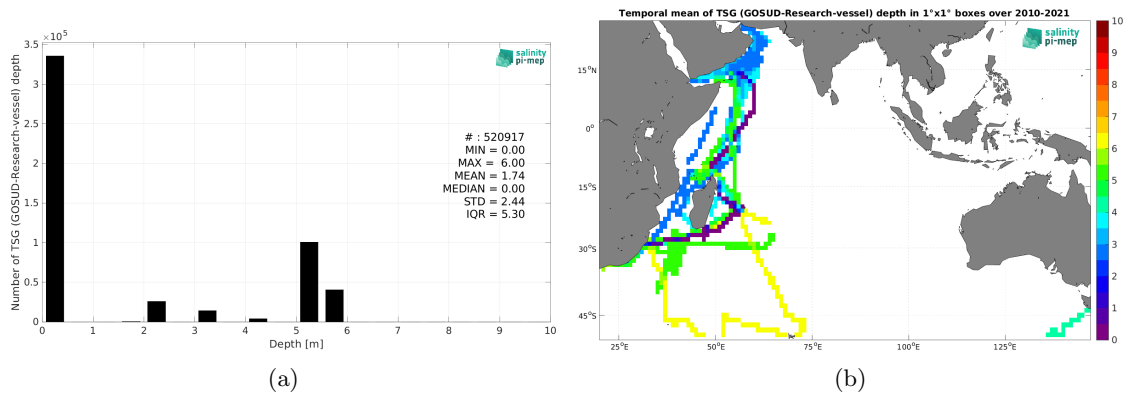 3.5
×10⁵
salinity
pi-mep
3
2.5
2
1.5
1
0.5
0
Number of TSG (GOSUD-Research-vessel) depth
# : 520917
MIN = 0.00
MAX = 6.00
MEAN = 1.74
MEDIAN = 0.00
STD = 2.44
IQR = 5.30
0 1 2 3 4 5 6 7 8 9 10
Depth [m]
(a)
Temporal mean of TSG (GOSUD-Research-vessel) depth in 1°x1° boxes over 2010-2021
salinity
pi-mep
15°N
0°
15°S
30°S
45°S
25°E 50°E 75°E 100°E 125°E
10
9
8
7
6
5
4
3
2
1
0
(b)